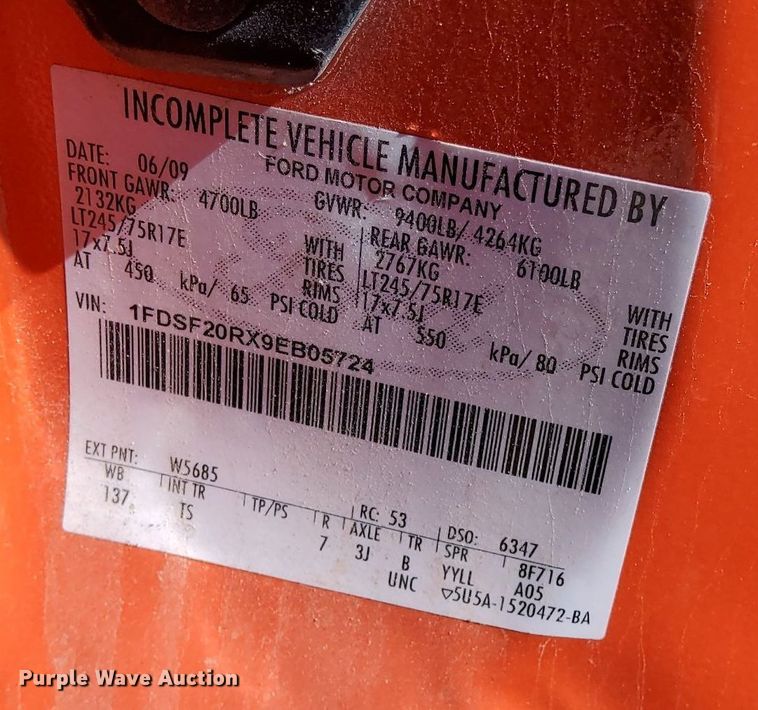 INCOMPLETE VEHICLE MANUFACTURED BY
FORD MOTOR COMPANY
DATE: 06/09 GVWR: 9400LB/ 4264KG
FRONT GAWR: 4700LB REAR GAWR: 6100LB
2132KG 2767KG
LT245/75R17E WITH TIRES LT245/75R17E WITH TIRES
17x7.5J RIMS 17x7.5J RIMS
AT 450 kPa/ 65 PSI COLD AT 550 kPa/ 80 PSI COLD
VIN: 1FDSF20RX9EB05724
EXT PNT: W5685 RC: 53 DSO: 6347
WB INT TR TP/PS R AXLE TR SPR
137 TS 7 3J B 8F716
UNC YYLL A05
▽5U5A-1520472-BA
Purple Wave Auction